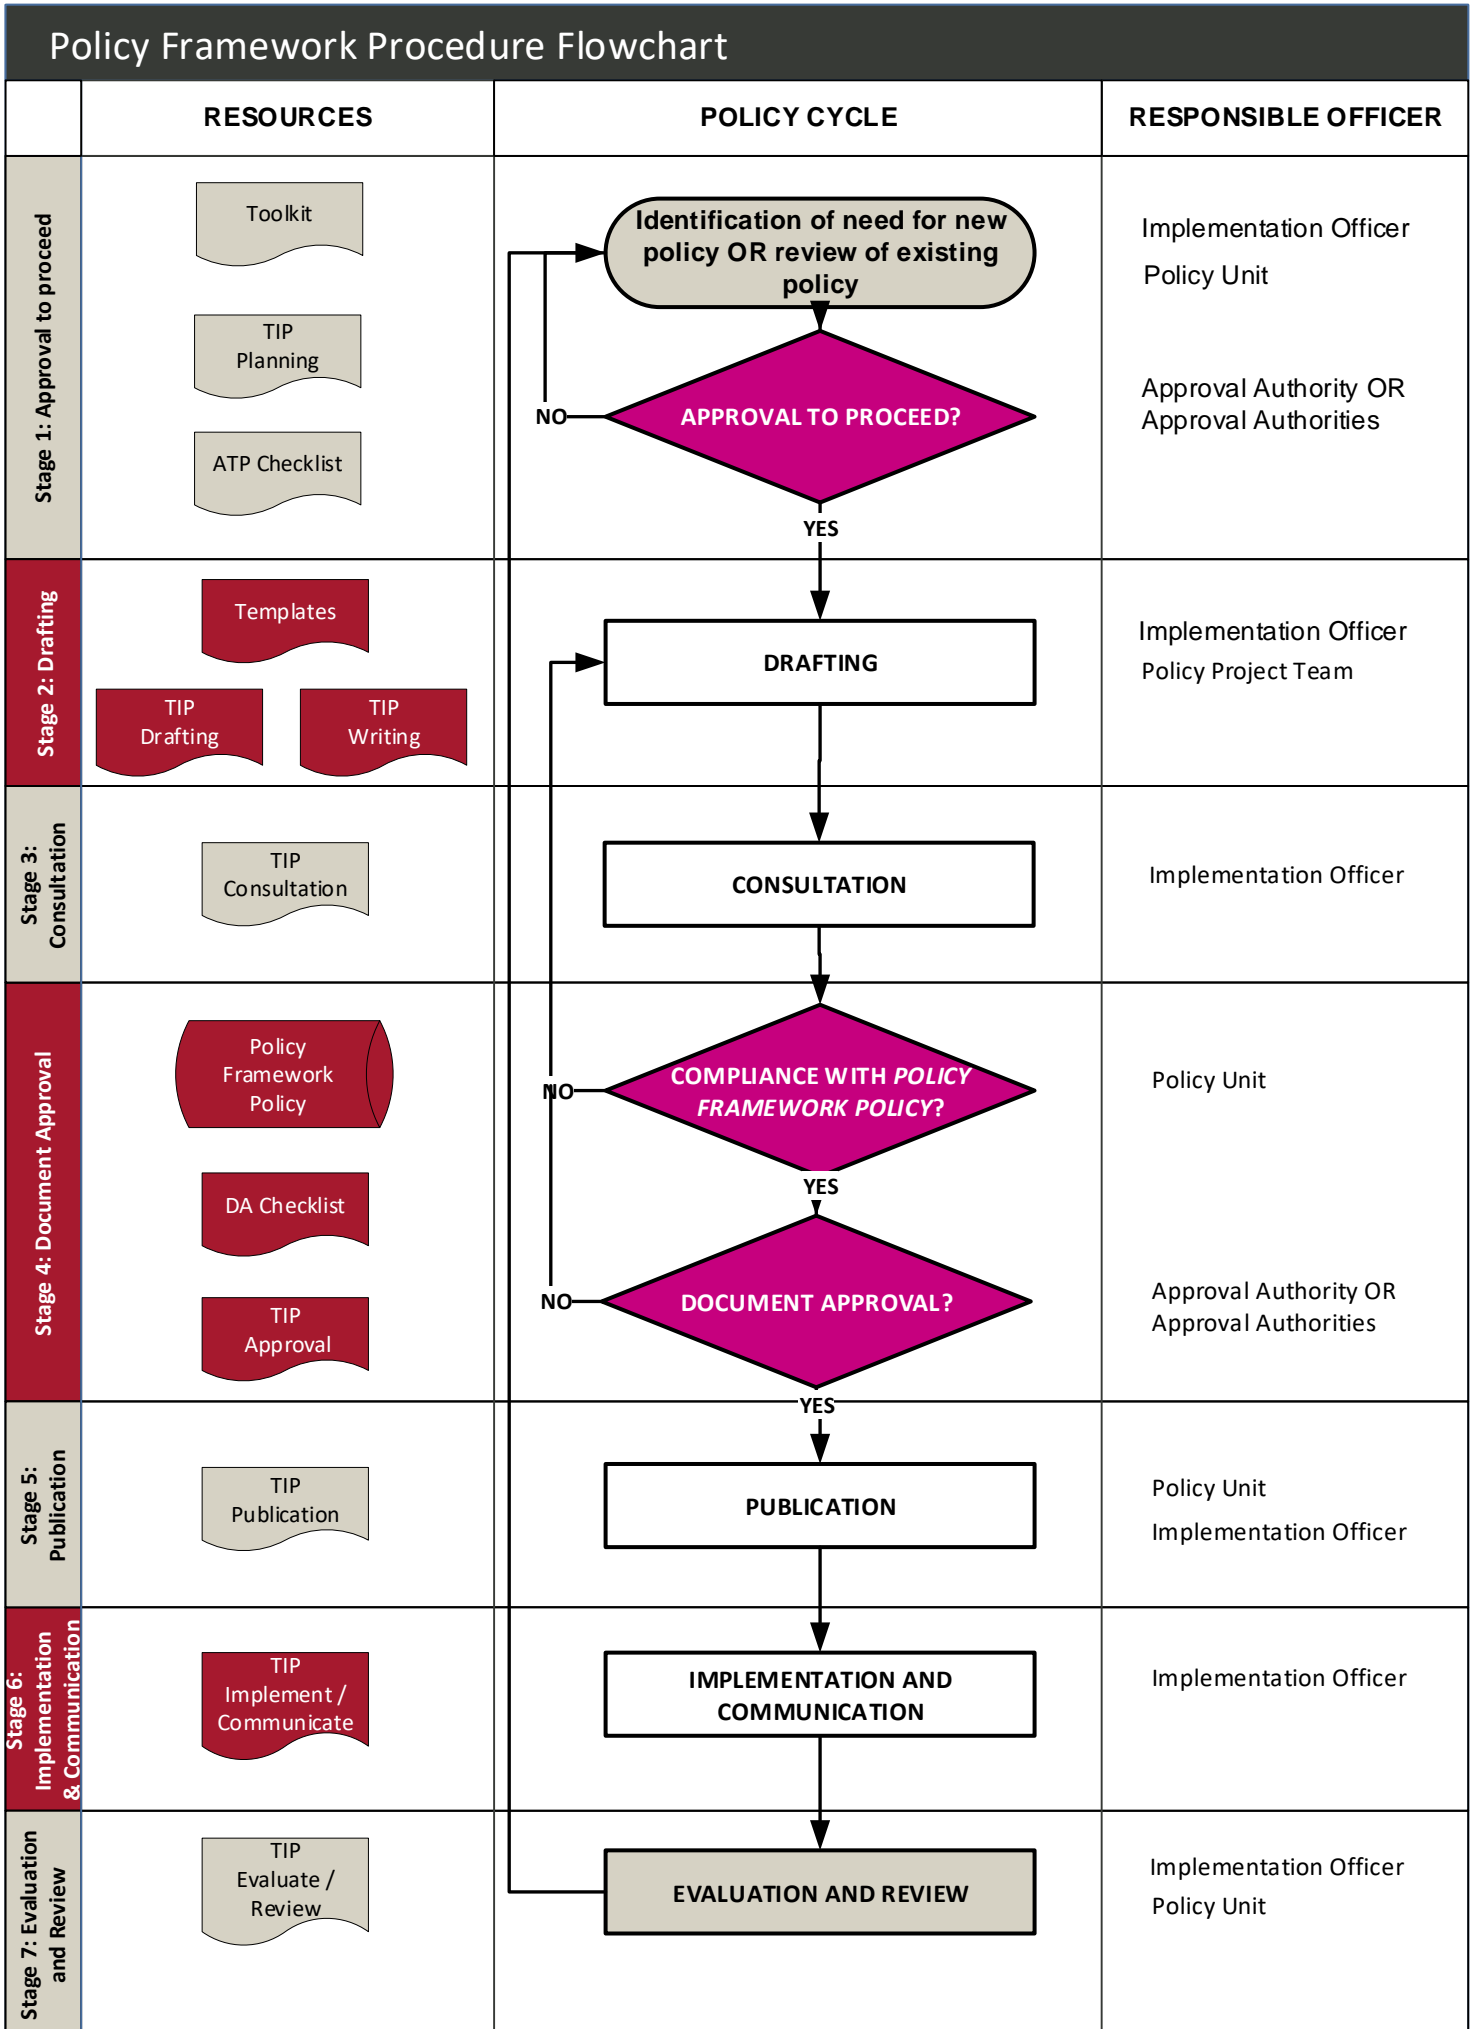 Policy Framework Procedure Flowchart
RESOURCES
POLICY CYCLE
RESPONSIBLE OFFICER
Stage 1: Approval to proceed
Toolkit
TIP
Planning
ATP Checklist
Identification of need for new
policy OR review of existing
policy
APPROVAL TO PROCEED?
NO
YES
Implementation Officer
Policy Unit
Approval Authority OR
Approval Authorities
Stage 2: Drafting
Templates
TIP
Drafting
TIP
Writing
DRAFTING
Implementation Officer
Policy Project Team
Stage 3:
Consultation
TIP
Consultation
CONSULTATION
Implementation Officer
Stage 4: Document Approval
Policy
Framework
Policy
DA Checklist
TIP
Approval
COMPLIANCE WITH POLICY
FRAMEWORK POLICY?
NO
YES
DOCUMENT APPROVAL?
NO
YES
Policy Unit
Approval Authority OR
Approval Authorities
Stage 5:
Publication
TIP
Publication
PUBLICATION
Policy Unit
Implementation Officer
Stage 6:
Implementation
& Communication
TIP
Implement /
Communicate
IMPLEMENTATION AND
COMMUNICATION
Implementation Officer
Stage 7: Evaluation
and Review
TIP
Evaluate /
Review
EVALUATION AND REVIEW
Implementation Officer
Policy Unit